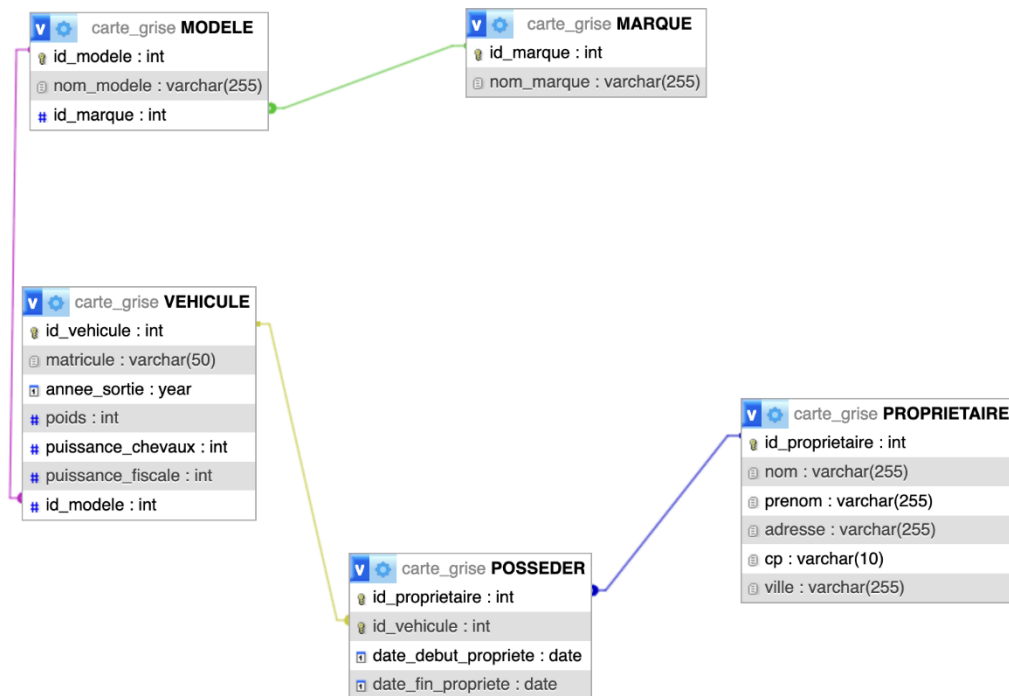 v carte_grise MODELE
id_modele : int
nom_modele : varchar(255)
# id_marque : int
v carte_grise MARQUE
id_marque : int
nom_marque : varchar(255)
v carte_grise VEHICULE
id_vehicule : int
matricule : varchar(50)
annee_sortie : year
# poids : int
# puissance_chevaux : int
# puissance_fiscale : int
# id_modele : int
v carte_grise PROPRIETAIRE
id_proprietaire : int
nom : varchar(255)
prenom : varchar(255)
adresse : varchar(255)
cp : varchar(10)
ville : varchar(255)
v carte_grise POSSEDER
id_proprietaire : int
id_vehicule : int
date_debut_propriete : date
date_fin_propriete : date